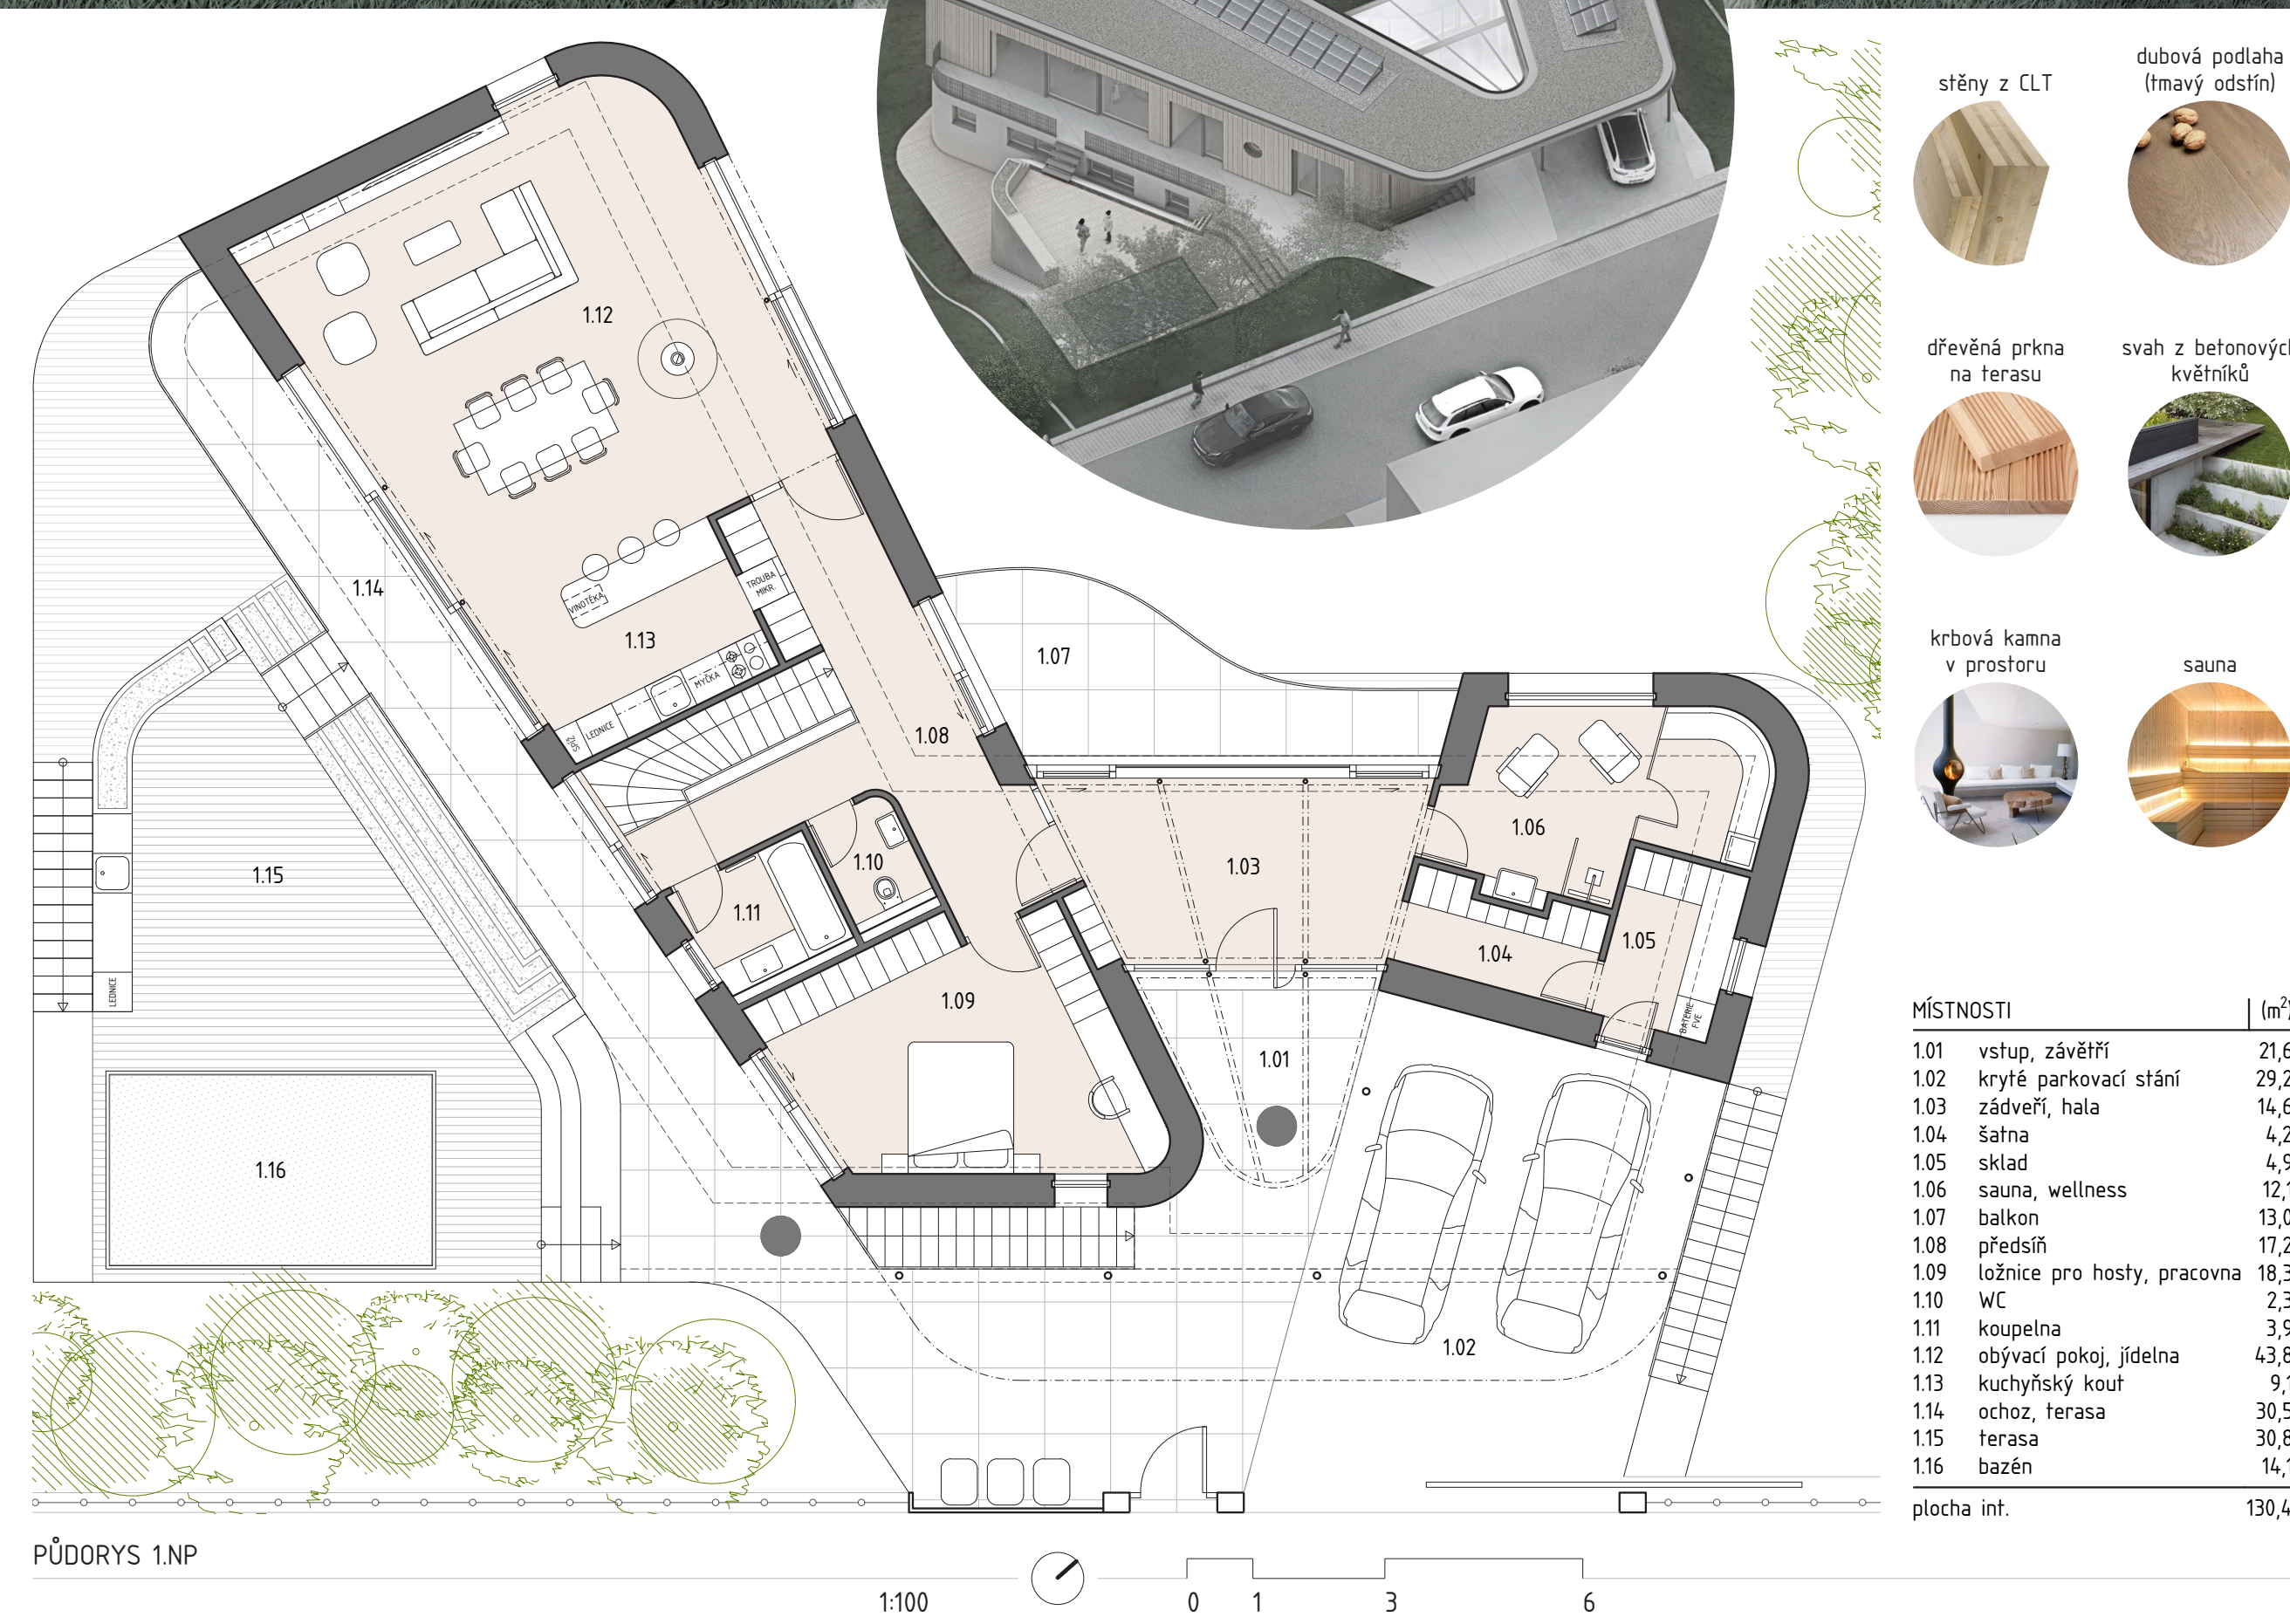 stěny z CLT
dubová podlaha
(tmavý odstín)
dřevěná prkna
na terasu
svah z betonových
květníků
krbová kamna
v prostoru
sauna
1.12
1.14
VINOTÉKA
TROUBA
MIKR.
1.13
MYČKA
LEDNICE
SPÍŽ
1.07
1.08
1.06
1.03
1.10
1.11
1.15
1.05
1.04
1.09
LEDNICE
BATERIE
FVE
1.01
1.16
1.02
MÍSTNOSTI (m²)
1.01 vstup, závětří 21,6
1.02 kryté parkovací stání 29,2
1.03 zádveří, hala 14,6
1.04 šatna 4,2
1.05 sklad 4,9
1.06 sauna, wellness 12,1
1.07 balkon 13,0
1.08 předsíň 17,2
1.09 ložnice pro hosty, pracovna 18,3
1.10 WC 2,3
1.11 koupelna 3,9
1.12 obývací pokoj, jídelna 43,8
1.13 kuchyňský kout 9,1
1.14 ochoz, terasa 30,5
1.15 terasa 30,8
1.16 bazén 14,1
plocha int. 130,4
PŮDORYS 1.NP
1:100
0 1 3 6